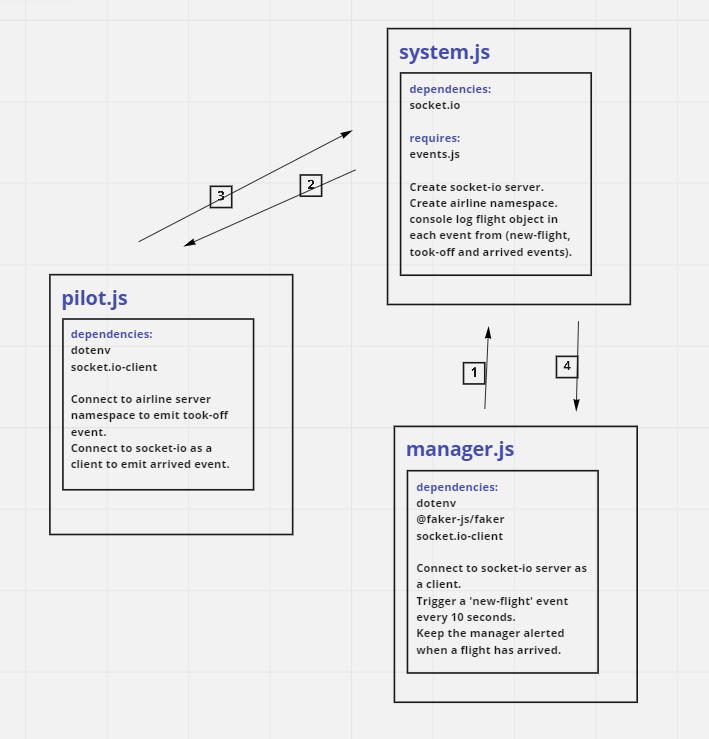 system.js
dependencies:
socket.io
requires:
events.js
Create socket-io server.
Create airline namespace.
console log flight object in
each event from (new-flight,
took-off and arrived events).
3
2
pilot.js
dependencies:
dotenv
socket.io-client
Connect to airline server
namespace to emit took-off
event.
Connect to socket-io as a
client to emit arrived event.
1
4
manager.js
dependencies:
dotenv
@faker-js/faker
socket.io-client
Connect to socket-io server as
a client.
Trigger a 'new-flight' event
every 10 seconds.
Keep the manager alerted
when a flight has arrived.